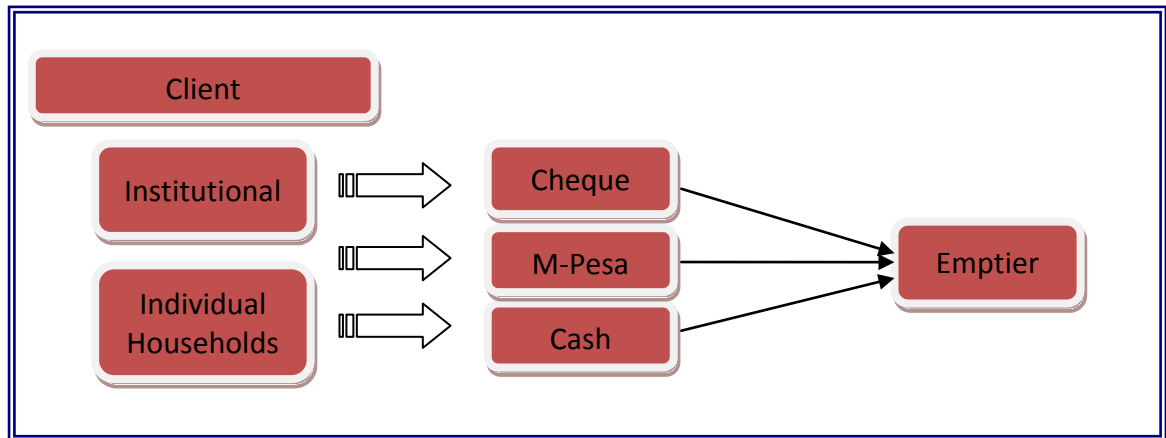 Client
Institutional
Individual
Households
Cheque
M-Pesa
Cash
Emptier